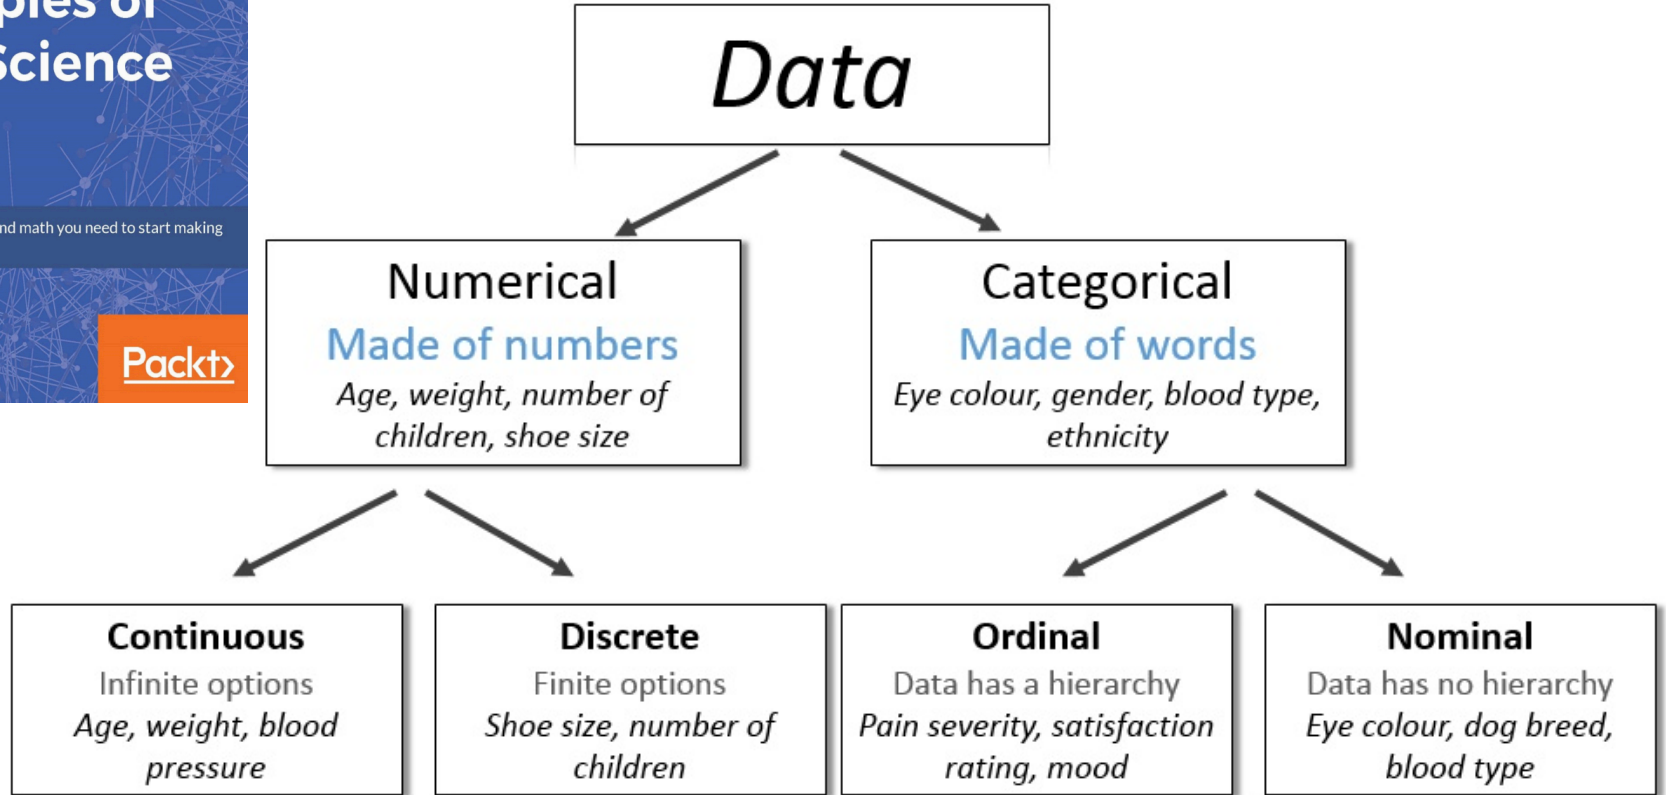 of
Science
nd math you need to start making
Packt>
Data
Numerical
Made of numbers
Age, weight, number of
children, shoe size
Categorical
Made of words
Eye colour, gender, blood type,
ethnicity
Continuous
Infinite options
Age, weight, blood
pressure
Discrete
Finite options
Shoe size, number of
children
Ordinal
Data has a hierarchy
Pain severity, satisfaction
rating, mood
Nominal
Data has no hierarchy
Eye colour, dog breed,
blood type